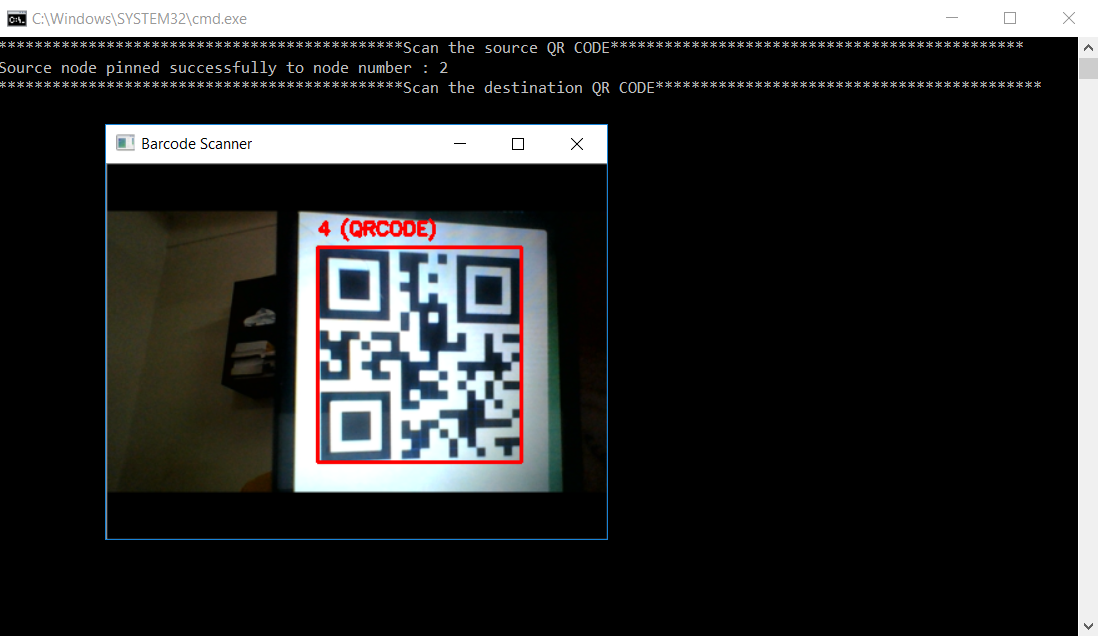 C:\Windows\SYSTEM32\cmd.exe
*********************************************Scan the source QR CODE**********************************************
Source node pinned successfully to node number : 2
*********************************************Scan the destination QR CODE*******************************************
Barcode Scanner
4 (QRCODE)